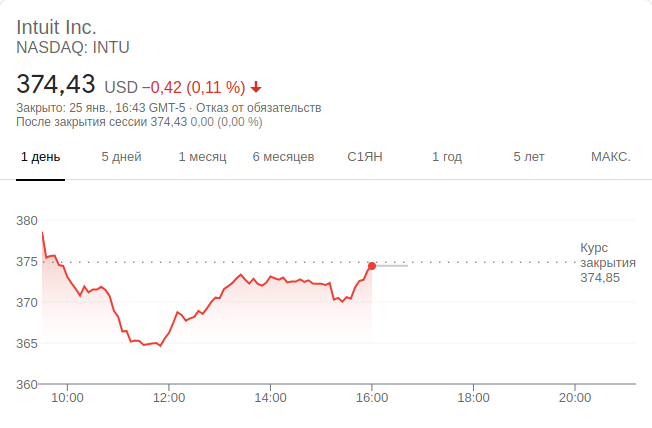 Intuit Inc.
NASDAQ: INTU
374,43 USD −0,42 (0,11 %)
Закрыто: 25 янв., 16:43 GMT-5 · Отказ от обязательств
После закрытия сессии 374,43 0,00 (0,00 %)
1 день 5 дней 1 месяц 6 месяцев С1ЯН 1 год 5 лет МАКС.
380
375
370
365
360
Курс
закрытия
374,85
10:00 12:00 14:00 16:00 18:00 20:00